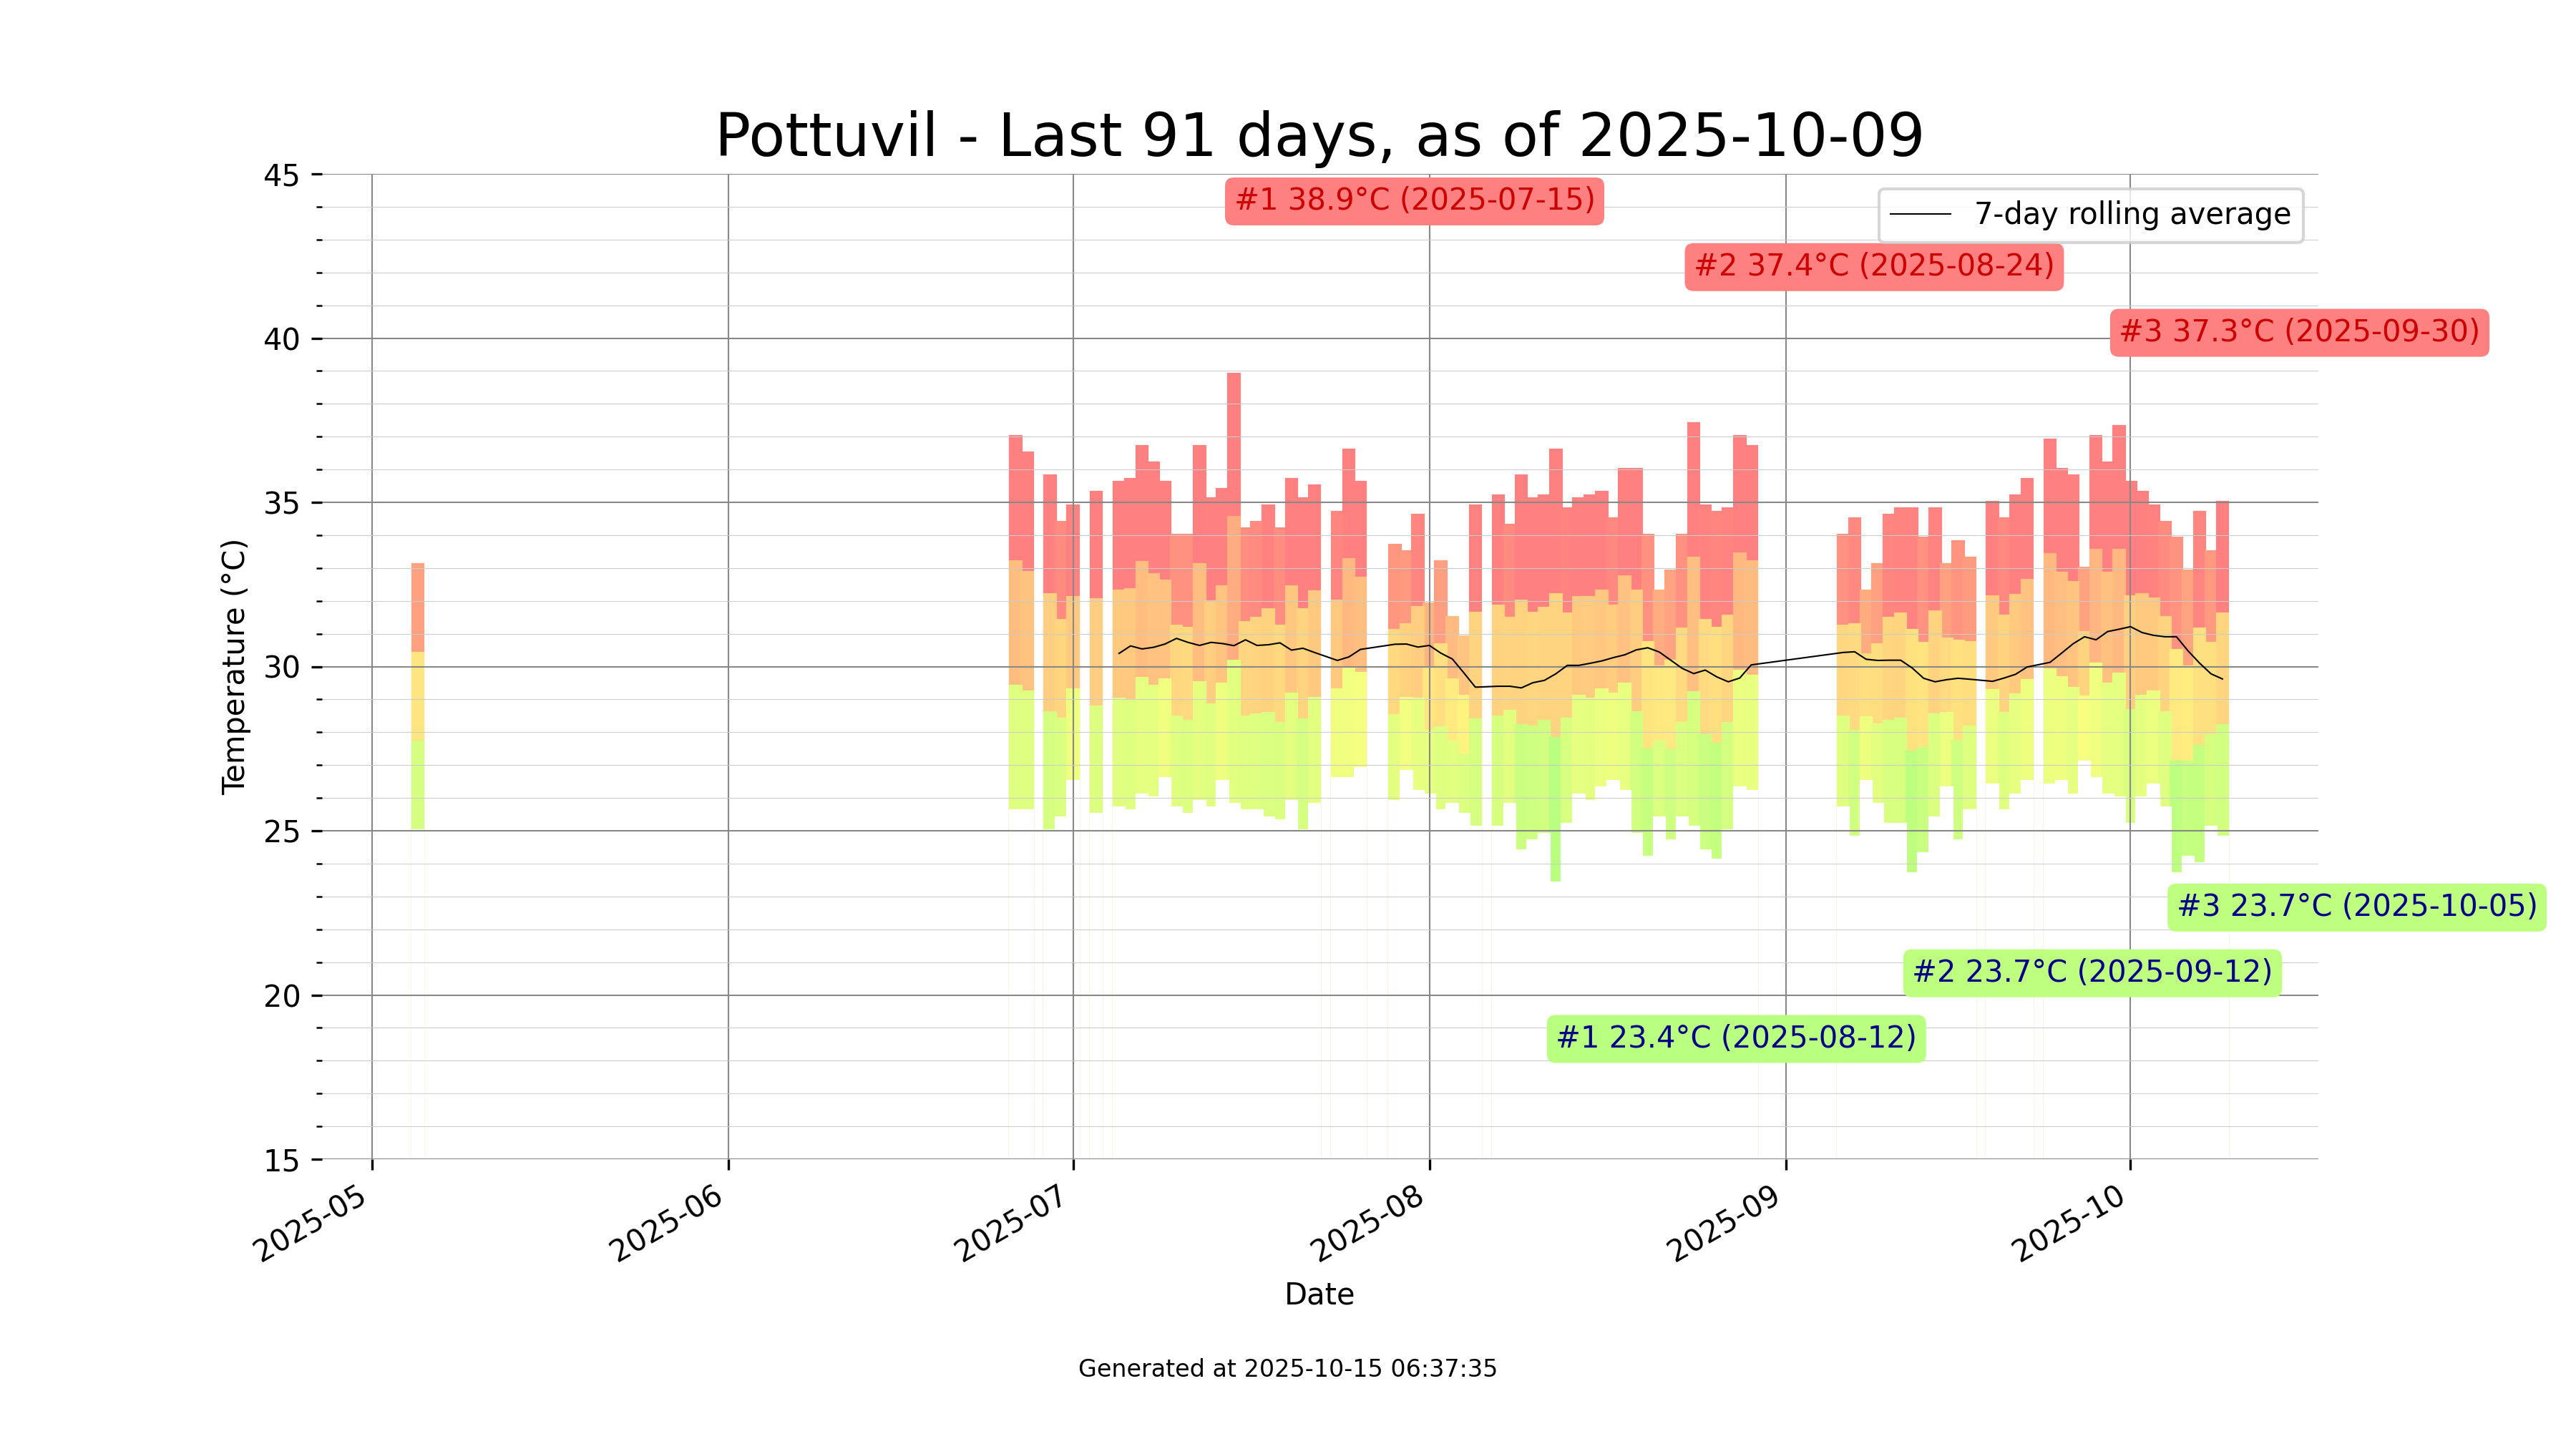 Pottuvil - Last 91 days, as of 2025-10-09
45
#1 38.9°C (2025-07-15)
7-day rolling average
#2 37.4°C (2025-08-24)
40
#3 37.3°C (2025-09-30)
35
30
Temperature (°C)
25
#3 23.7°C (2025-10-05)
#2 23.7°C (2025-09-12)
20
#1 23.4°C (2025-08-12)
15
2025-05
2025-06
2025-07
2025-08
2025-09
2025-10
Date
Generated at 2025-10-15 06:37:35